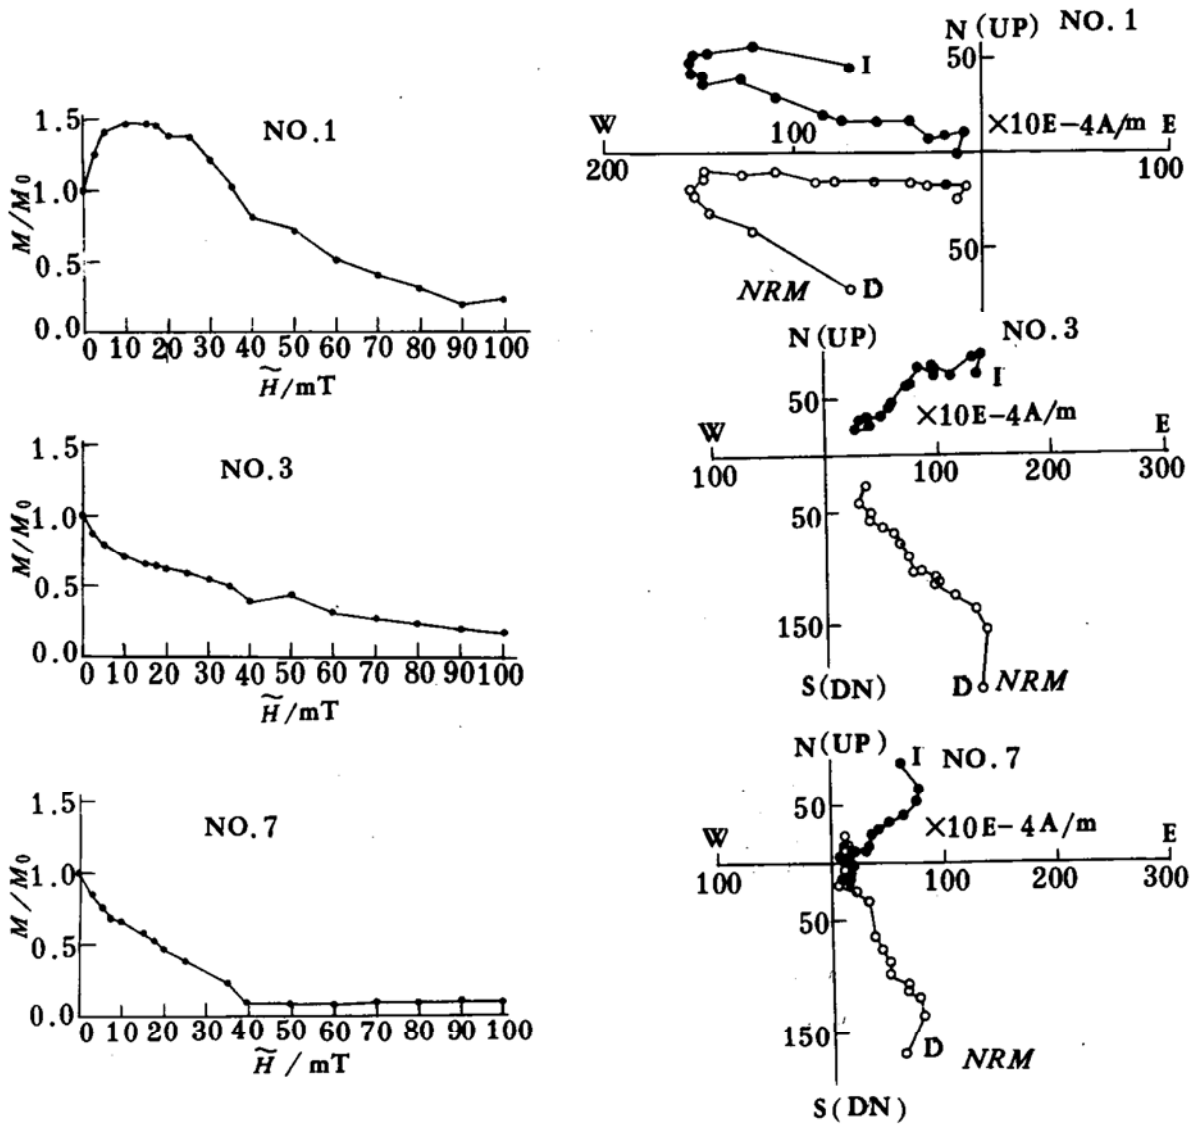 NO.1
M/M₀
1.5
1.0
0.5
0.0
0 10 20 30 40 50 60 70 80 90 100
H̃/mT
N (UP) NO.1
50
I
W
100
×10E-4A/m E
200
100
50
NRM
D
NO.3
M/M₀
1.5
1.0
0.5
0.0
0 10 20 30 40 50 60 70 80 90 100
H̃/mT
N(UP) NO.3
I
50
×10E-4A/m
W
E
100
100 200 300
50
150
S(DN)
D NRM
NO.7
M/M₀
1.5
1.0
0.5
0.0
0 10 20 30 40 50 60 70 80 90 100
H̃/mT
N(UP) I NO.7
50
×10E-4A/m
W
E
100
100 200 300
50
150
D NRM
S(DN)